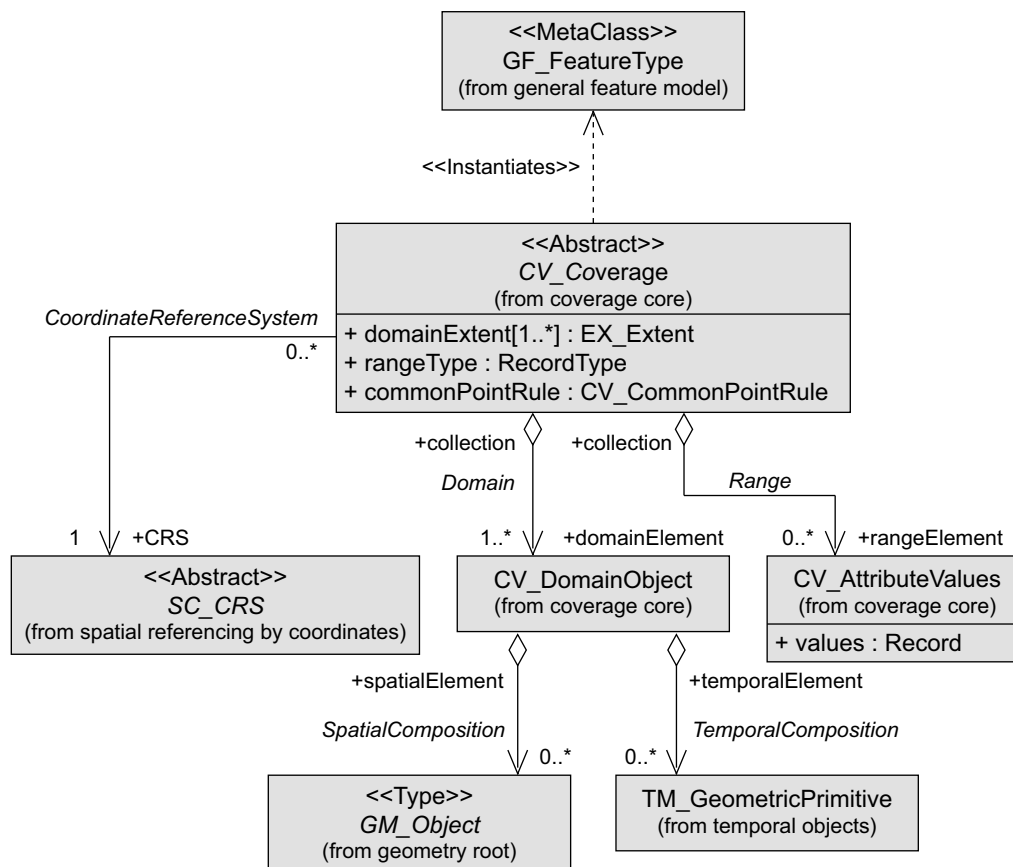 <<MetaClass>>
GF_FeatureType
(from general feature model)
<<Instantiates>>
<<Abstract>>
CV_Coverage
(from coverage core)
+ domainExtent[1..*] : EX_Extent
+ rangeType : RecordType
+ commonPointRule : CV_CommonPointRule
CoordinateReferenceSystem
0..*
+collection
+collection
Domain
Range
1
+CRS
1..*
+domainElement
0..*
+rangeElement
<<Abstract>>
SC_CRS
(from spatial referencing by coordinates)
CV_DomainObject
(from coverage core)
CV_AttributeValues
(from coverage core)
+ values : Record
+spatialElement
+temporalElement
SpatialComposition
TemporalComposition
0..*
0..*
<<Type>>
GM_Object
(from geometry root)
TM_GeometricPrimitive
(from temporal objects)